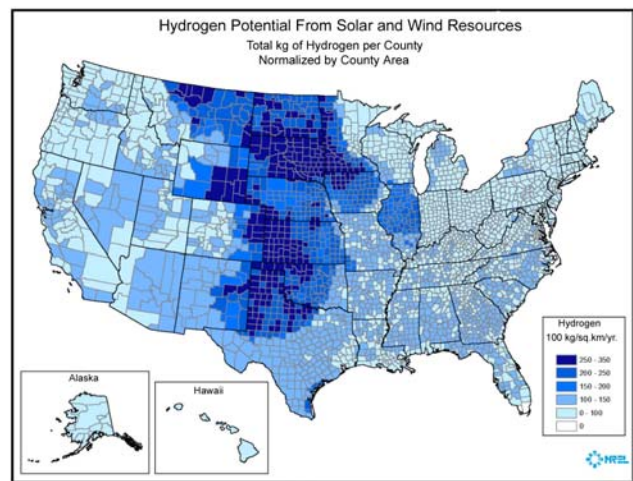 Hydrogen Potential From Solar and Wind Resources
Total kg of Hydrogen per County
Normalized by County Area
Hydrogen
100 kg/sq.km/yr.
250 - 350
200 - 250
150 - 200
100 - 150
0 - 100
0
Alaska
Hawaii
NREL